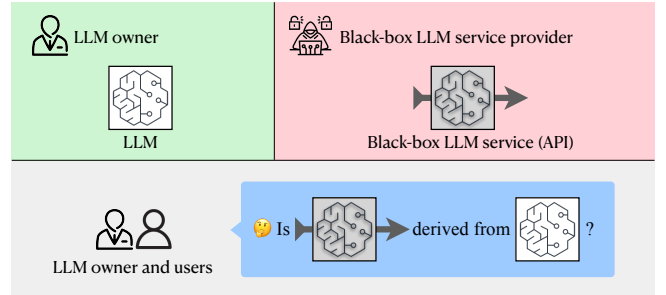 LLM owner
Black-box LLM service provider
LLM
Black-box LLM service (API)
🤔 Is derived from ?
LLM owner and users